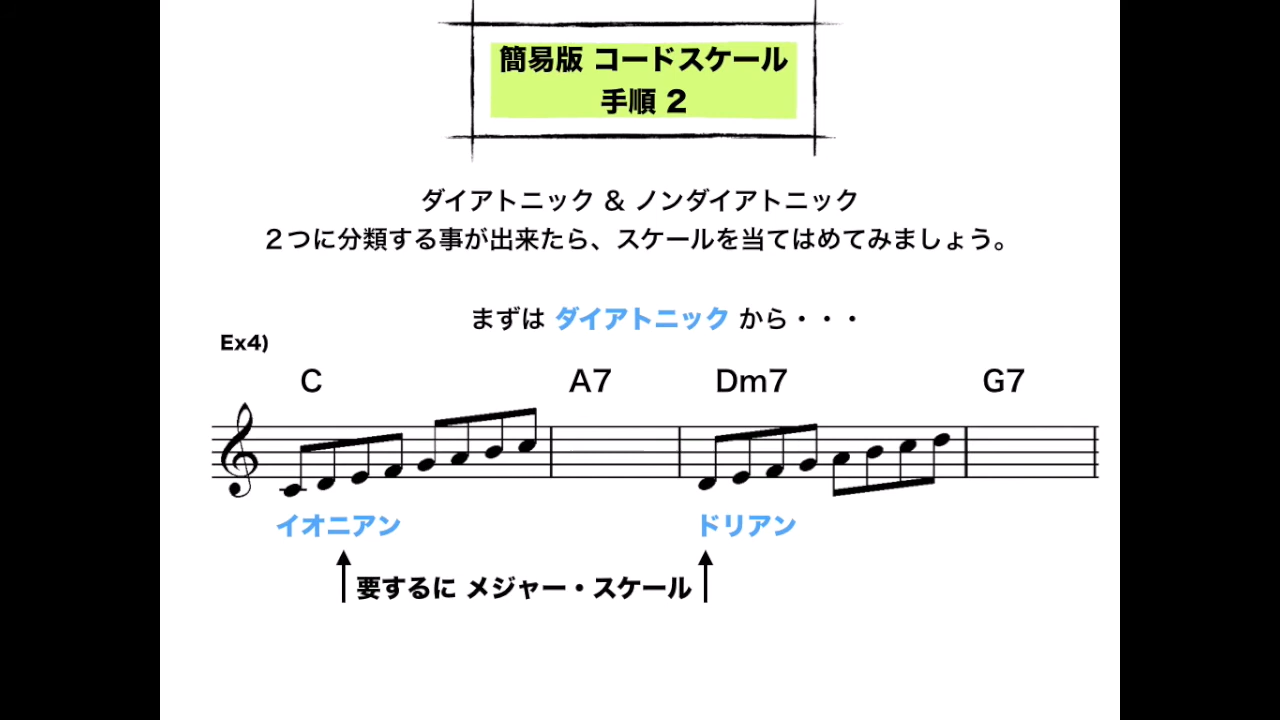 簡易版 コードスケール
手順 2
ダイアトニック & ノンダイアトニック
2つに分類する事が出来たら、スケールを当てはめてみましょう。
まずは ダイアトニック から・・・
Ex4)
C A7 Dm7 G7
イオニアン ドリアン
要するに メジャー・スケール